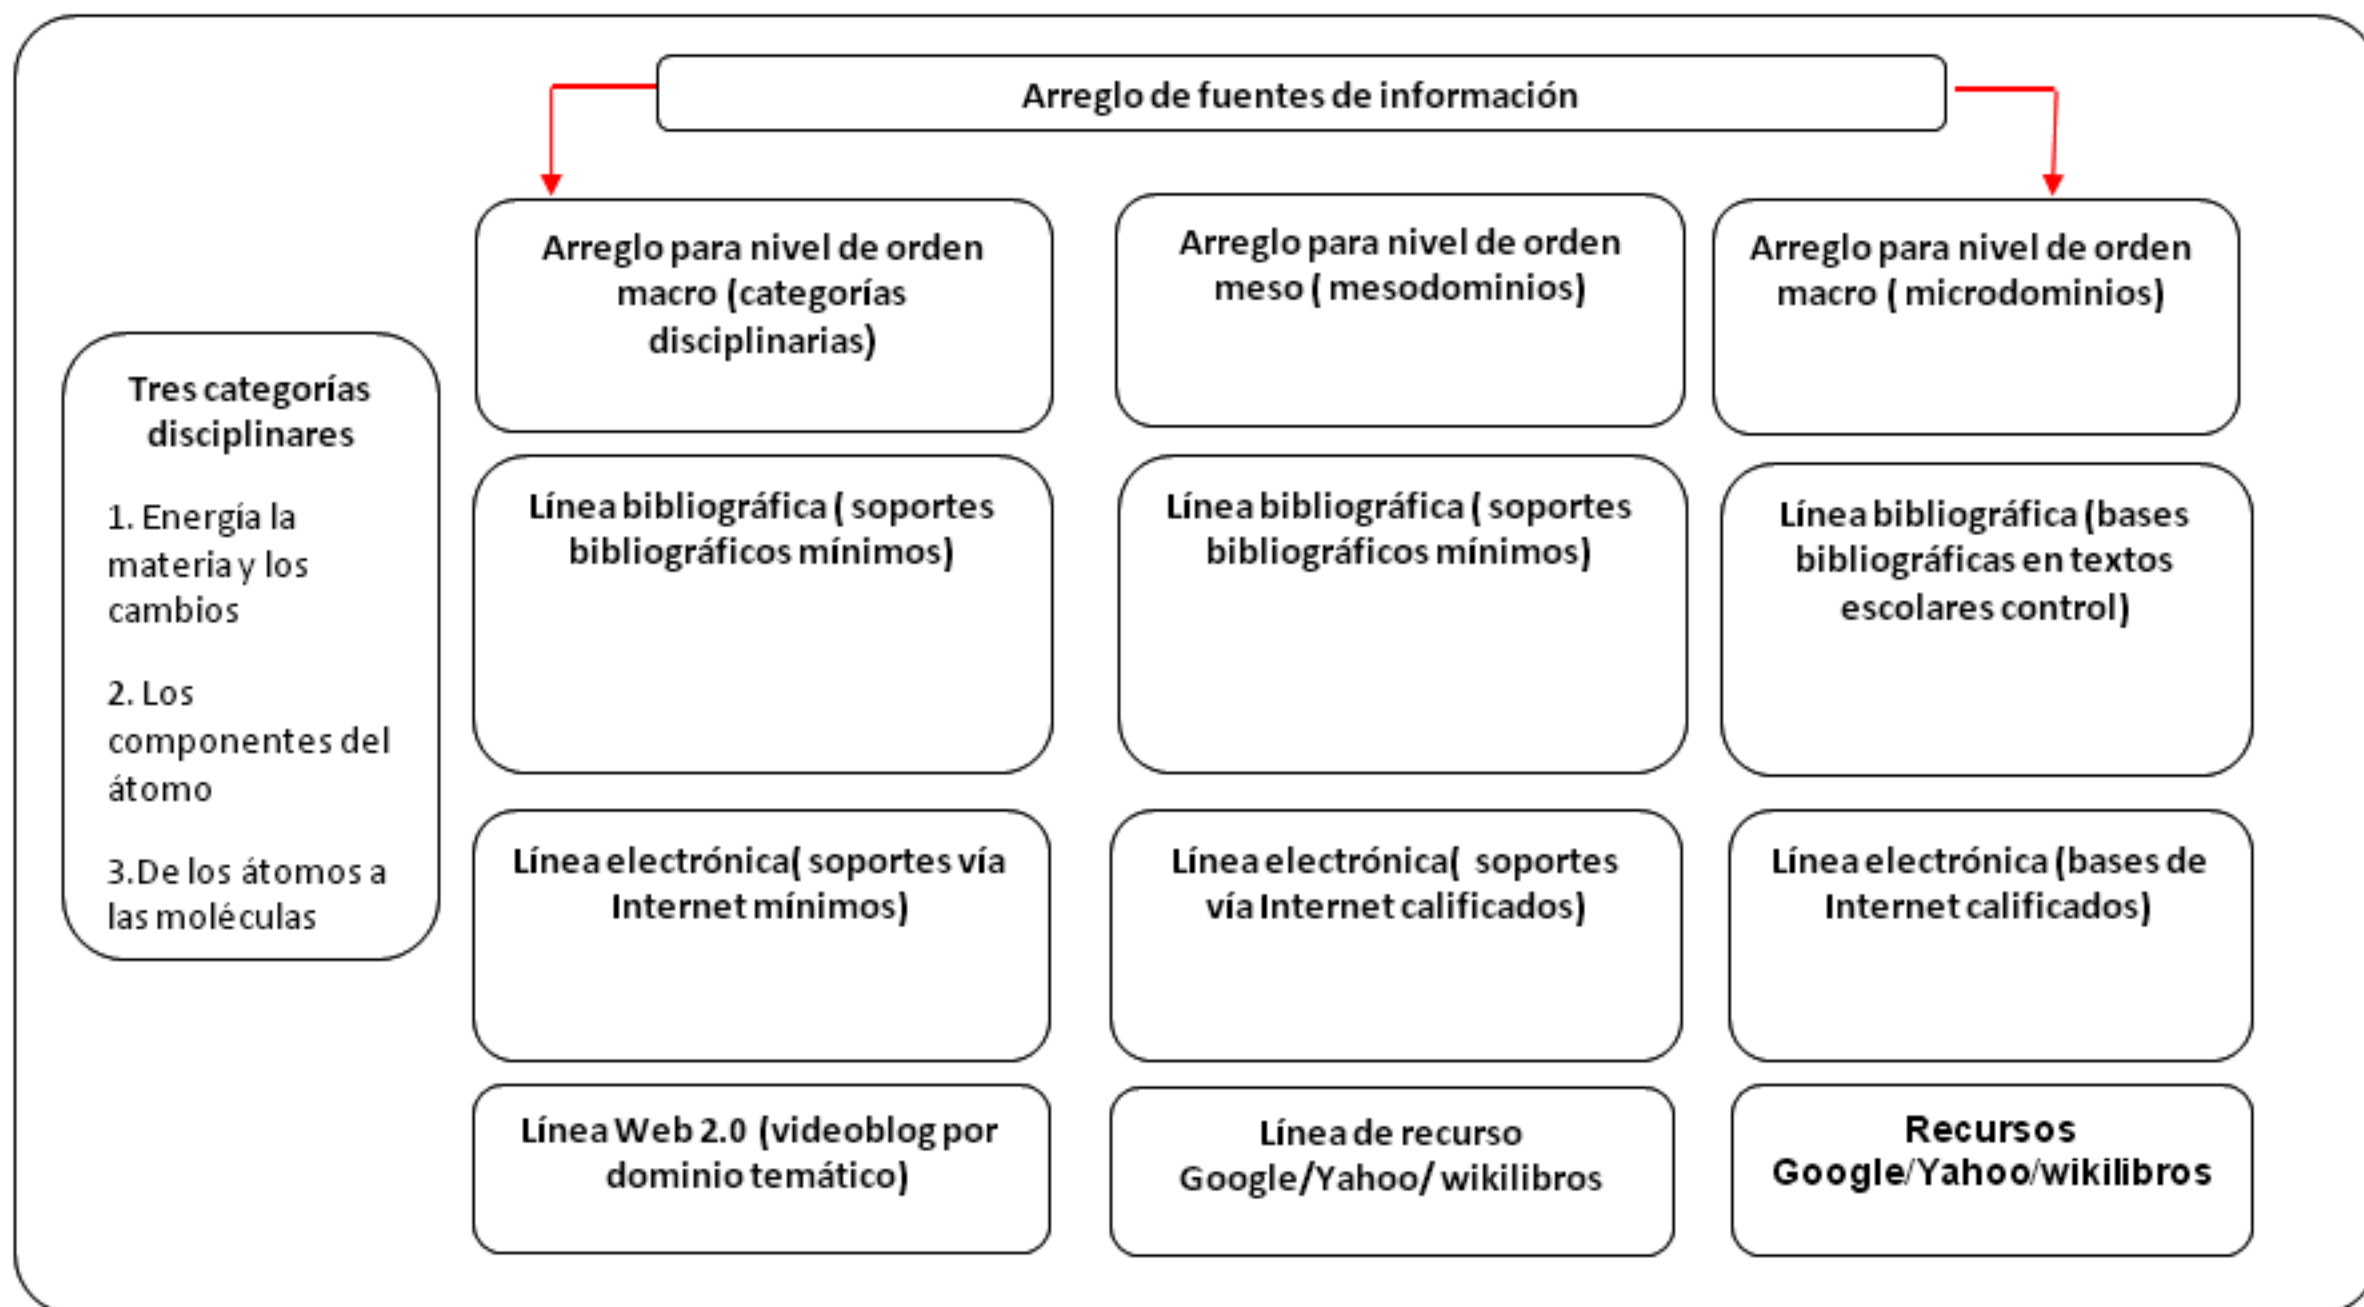 Arreglo de fuentes de información
Arreglo para nivel de orden
macro (categorías
disciplinarias)
Arreglo para nivel de orden
meso ( mesodominios)
Arreglo para nivel de orden
macro ( microdominios)
Tres categorías
disciplinares
1. Energía la
materia y los
cambios
2. Los
componentes del
átomo
3.De los átomos a
las moléculas
Línea bibliográfica ( soportes
bibliográficos mínimos)
Línea bibliográfica ( soportes
bibliográficos mínimos)
Línea bibliográfica (bases
bibliográficas en textos
escolares control)
Línea electrónica( soportes vía
Internet mínimos)
Línea electrónica(  soportes
vía Internet calificados)
Línea electrónica (bases de
Internet calificados)
Línea Web 2.0 (videoblog por
dominio temático)
Línea de recurso
Google/Yahoo/ wikilibros
Recursos
Google/Yahoo/wikilibros